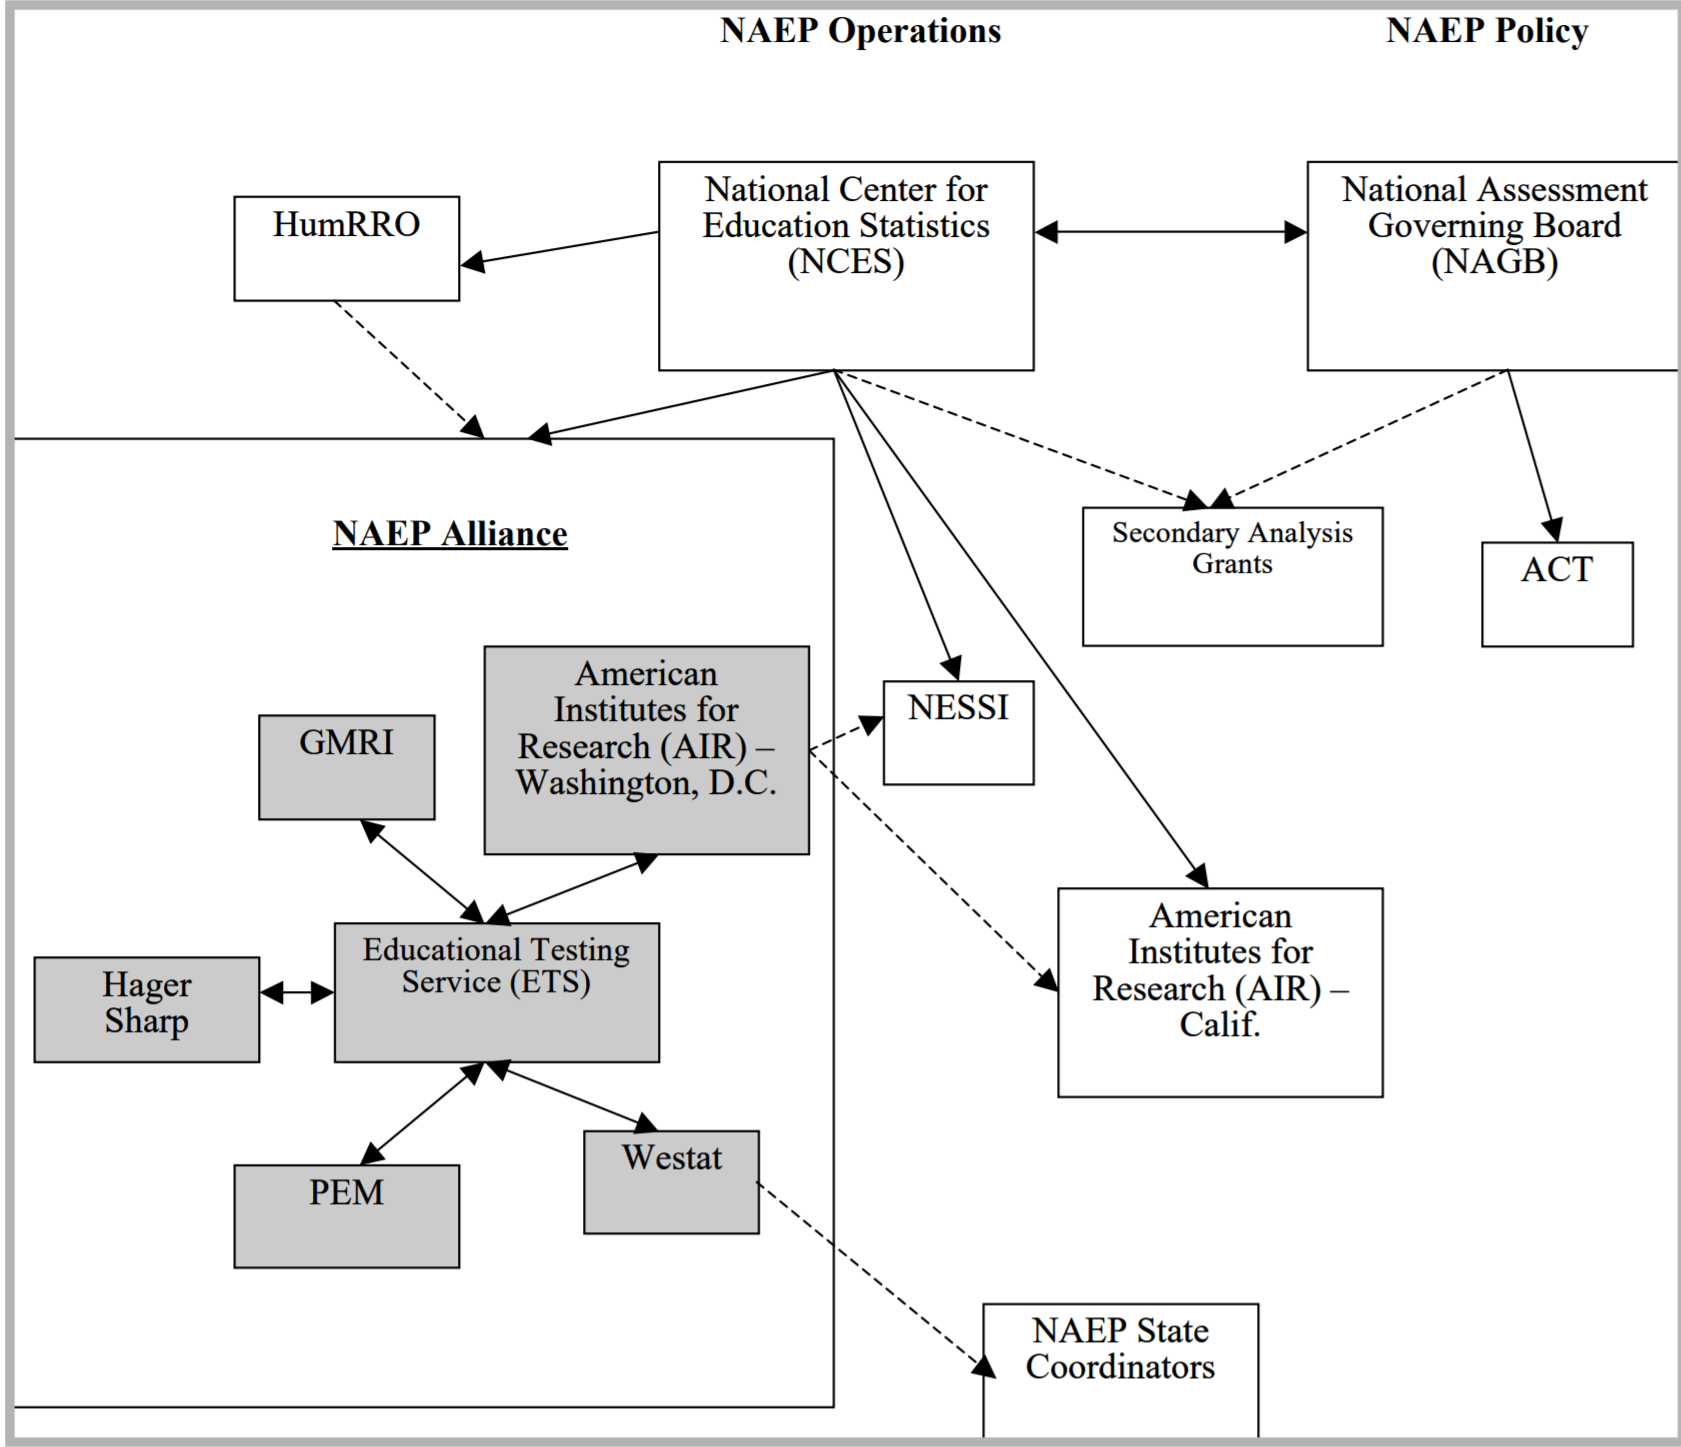 NAEP Operations
NAEP Policy
National Center for
Education Statistics
(NCES)
National Assessment
Governing Board
(NAGB)
HumRRO
NAEP Alliance
Secondary Analysis
Grants
ACT
American
Institutes for
Research (AIR) –
Washington, D.C.
NESSI
GMRI
American
Institutes for
Research (AIR) –
Calif.
Educational Testing
Service (ETS)
Hager
Sharp
Westat
PEM
NAEP State
Coordinators